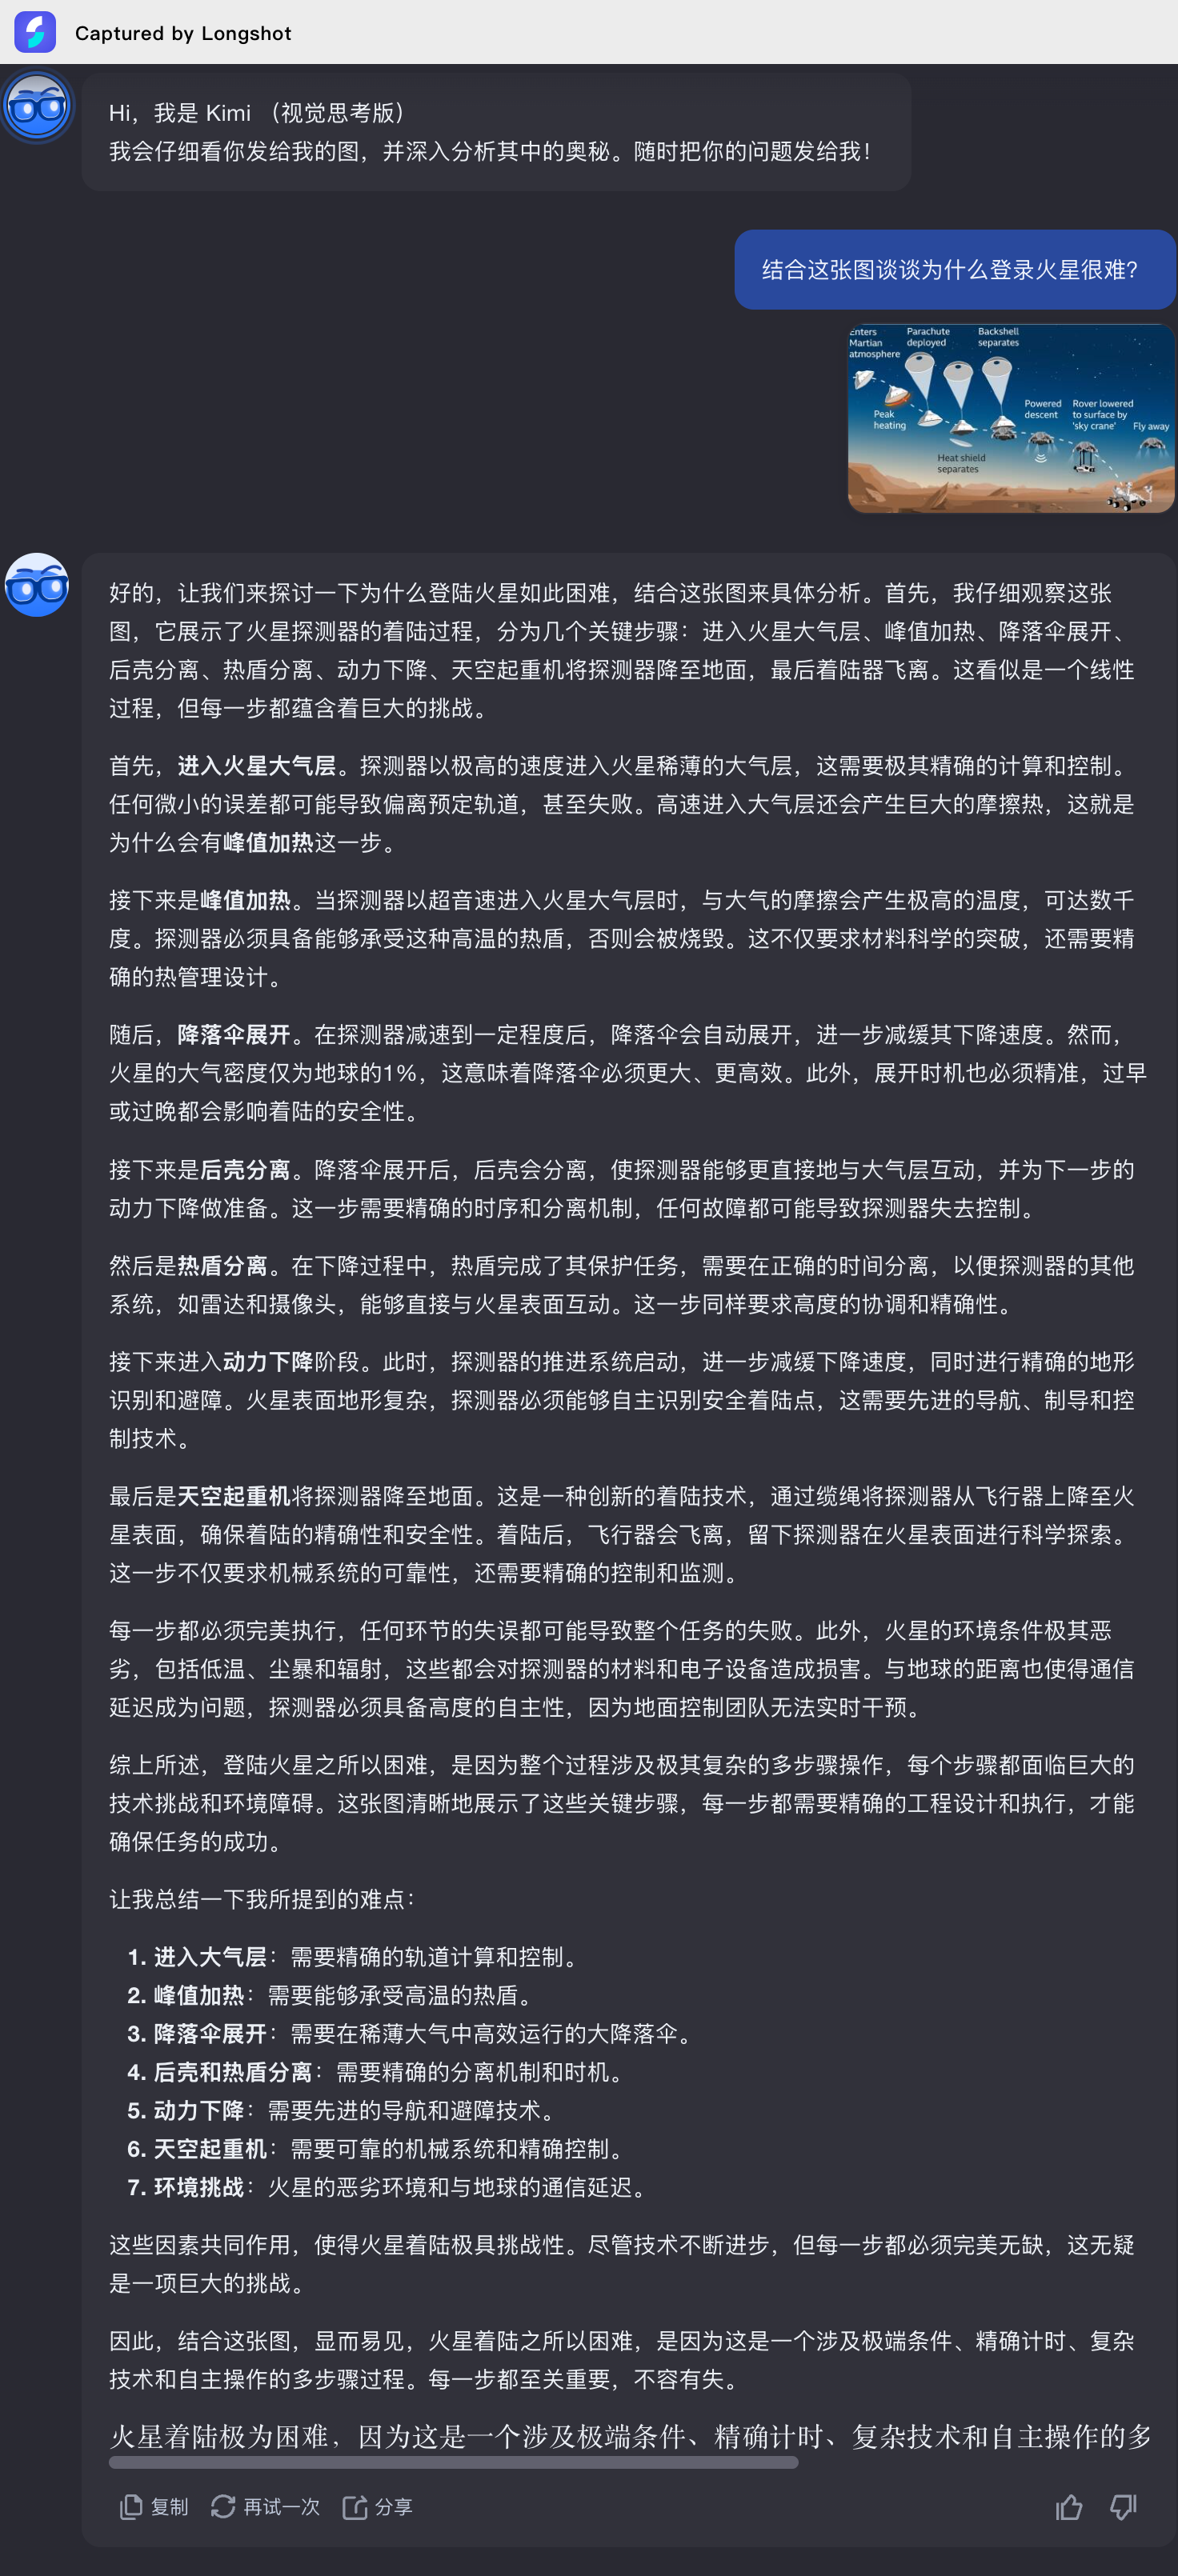 Captured by Longshot
Hi，我是 Kimi （视觉思考版）
我会仔细看你发给我的图，并深入分析其中的奥秘。随时把你的问题发给我！
结合这张图谈谈为什么登录火星很难?
Enters
Martian
atmosphere
Parachute
deployed
Backshell
separates
Peak
heating
Heat shield
separates
Powered
descent
Rover lowered
to surface by
'sky crane'
Fly away
好的，让我们来探讨一下为什么登陆火星如此困难，结合这张图来具体分析。首先，我仔细观察这张
图，它展示了火星探测器的着陆过程，分为几个关键步骤：进入火星大气层、峰值加热、降落伞展开、
后壳分离、热盾分离、动力下降、天空起重机将探测器降至地面，最后着陆器飞离。这看似是一个线性
过程，但每一步都蕴含着巨大的挑战。
首先，进入火星大气层。探测器以极高的速度进入火星稀薄的大气层，这需要极其精确的计算和控制。
任何微小的误差都可能导致偏离预定轨道，甚至失败。高速进入大气层还会产生巨大的摩擦热，这就是
为什么会有峰值加热这一步。
接下来是峰值加热。当探测器以超音速进入火星大气层时，与大气的摩擦会产生极高的温度，可达数千
度。探测器必须具备能够承受这种高温的热盾，否则会被烧毁。这不仅要求材料科学的突破，还需要精
确的热管理设计。
随后，降落伞展开。在探测器减速到一定程度后，降落伞会自动展开，进一步减缓其下降速度。然而，
火星的大气密度仅为地球的1%，这意味着降落伞必须更大、更高效。此外，展开时机也必须精准，过早
或过晚都会影响着陆的安全性。
接下来是后壳分离。降落伞展开后，后壳会分离，使探测器能够更直接地与大气层互动，并为下一步的
动力下降做准备。这一步需要精确的时序和分离机制，任何故障都可能导致探测器失去控制。
然后是热盾分离。在下降过程中，热盾完成了其保护任务，需要在正确的时间分离，以便探测器的其他
系统，如雷达和摄像头，能够直接与火星表面互动。这一步同样要求高度的协调和精确性。
接下来进入动力下降阶段。此时，探测器的推进系统启动，进一步减缓下降速度，同时进行精确的地形
识别和避障。火星表面地形复杂，探测器必须能够自主识别安全着陆点，这需要先进的导航、制导和控
制技术。
最后是天空起重机将探测器降至地面。这是一种创新的着陆技术，通过缆绳将探测器从飞行器上降至火
星表面，确保着陆的精确性和安全性。着陆后，飞行器会飞离，留下探测器在火星表面进行科学探索。
这一步不仅要求机械系统的可靠性，还需要精确的控制和监测。
每一步都必须完美执行，任何环节的失误都可能导致整个任务的失败。此外，火星的环境条件极其恶
劣，包括低温、尘暴和辐射，这些都会对探测器的材料和电子设备造成损害。与地球的距离也使得通信
延迟成为问题，探测器必须具备高度的自主性，因为地面控制团队无法实时干预。
综上所述，登陆火星之所以困难，是因为整个过程涉及极其复杂的多步骤操作，每个步骤都面临巨大的
技术挑战和环境障碍。这张图清晰地展示了这些关键步骤，每一步都需要精确的工程设计和执行，才能
确保任务的成功。
让我总结一下我所提到的难点：
1. 进入大气层：需要精确的轨道计算和控制。
2. 峰值加热：需要能够承受高温的热盾。
3. 降落伞展开：需要在稀薄大气中高效运行的大降落伞。
4. 后壳和热盾分离：需要精确的分离机制和时机。
5. 动力下降：需要先进的导航和避障技术。
6. 天空起重机：需要可靠的机械系统和精确控制。
7. 环境挑战：火星的恶劣环境和与地球的通信延迟。
这些因素共同作用，使得火星着陆极具挑战性。尽管技术不断进步，但每一步都必须完美无缺，这无疑
是一项巨大的挑战。
因此，结合这张图，显而易见，火星着陆之所以困难，是因为这是一个涉及极端条件、精确计时、复杂
技术和自主操作的多步骤过程。每一步都至关重要，不容有失。
火星着陆极为困难，因为这是一个涉及极端条件、精确计时、复杂技术和自主操作的多
复制 再试一次 分享